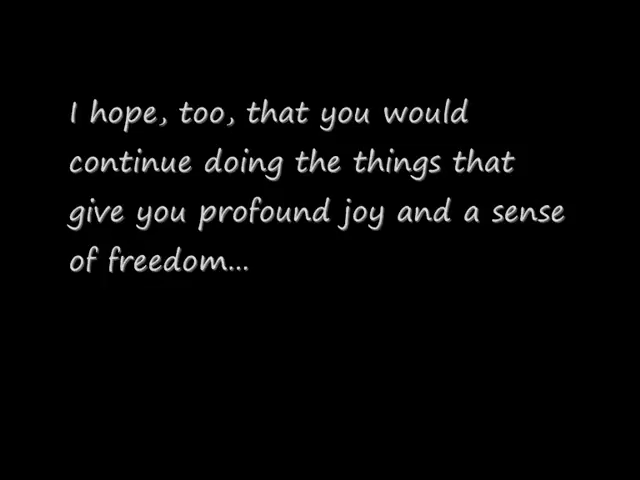 I hope, too, that you would
continue doing the things that
give you profound joy and a sense
of freedom...